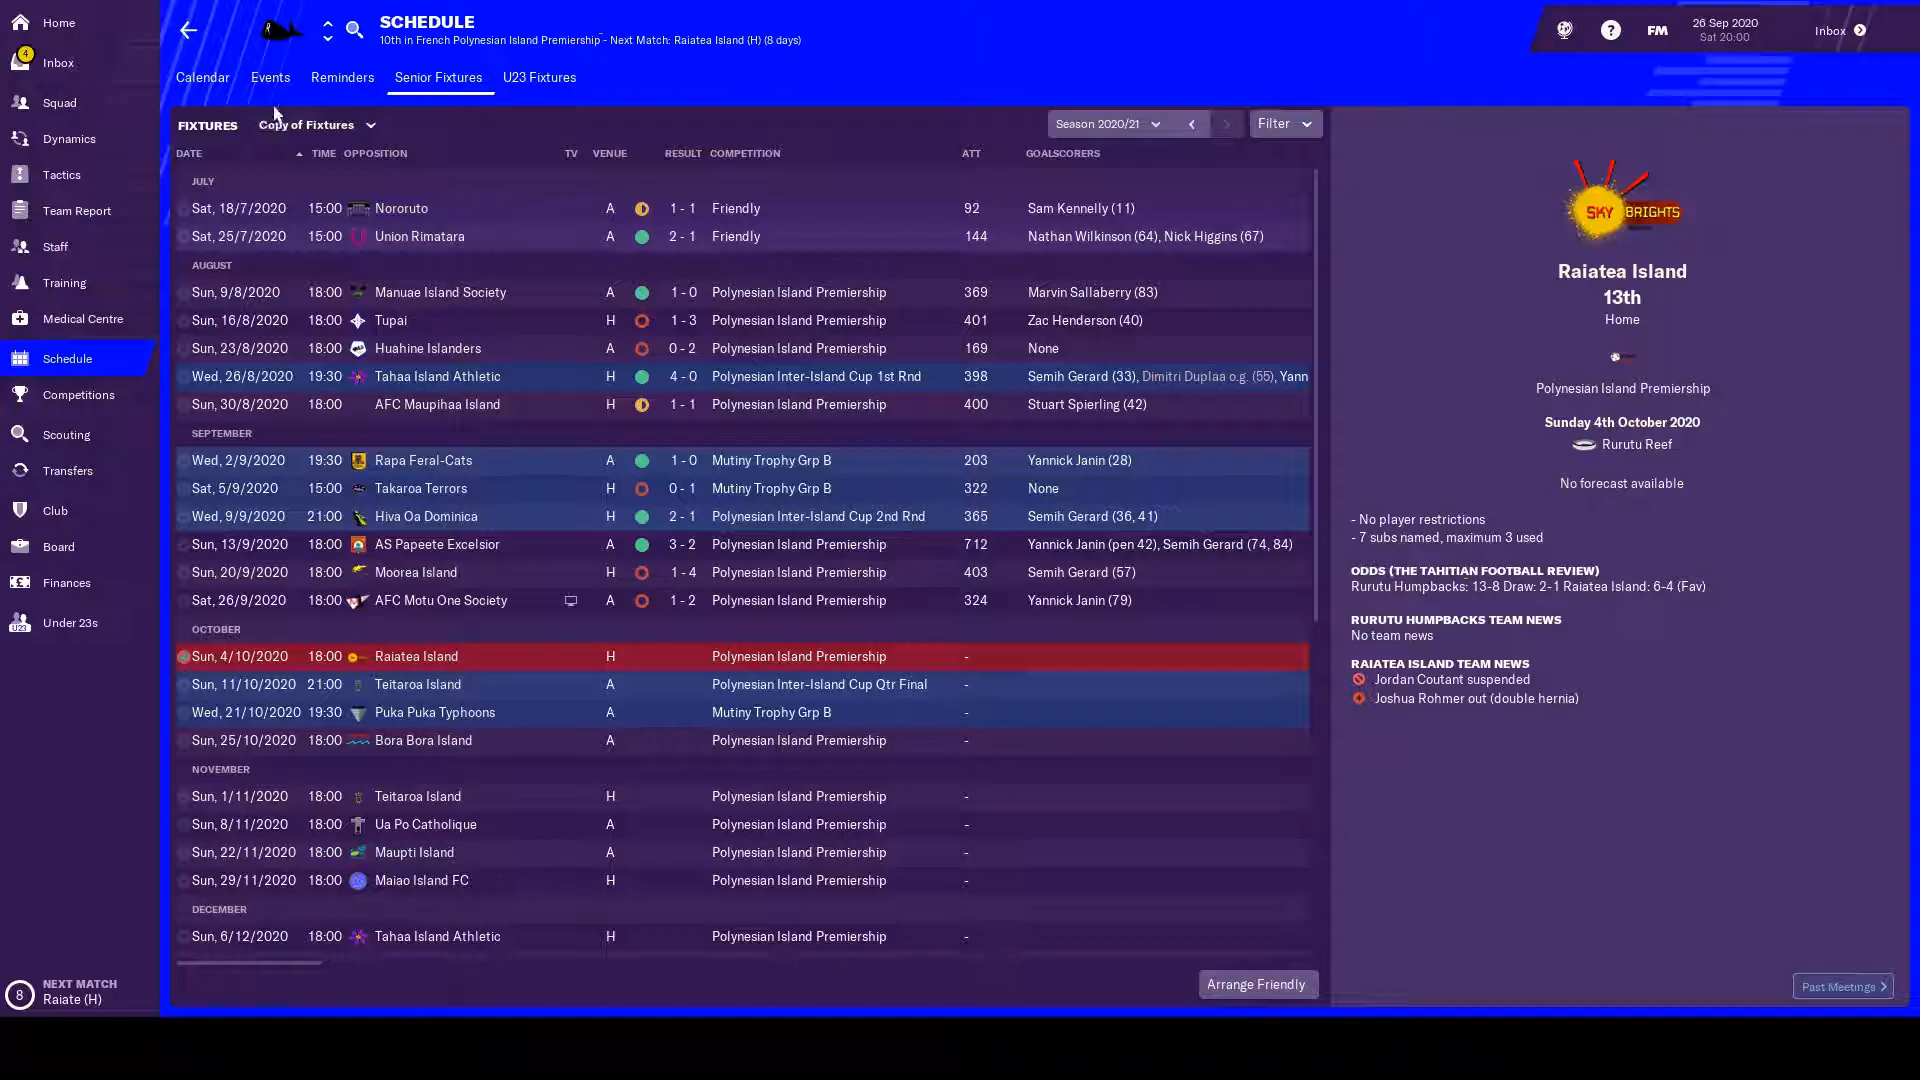 Home
4
Inbox
Squad
Dynamics
Tactics
Team Report
Staff
Training
Medical Centre
Schedule
Competitions
Scouting
Transfers
Club
Board
Finances
U23 Under 23s
8 NEXT MATCH
Raiate (H)
SCHEDULE
10th in French Polynesian Island Premiership - Next Match: Raiatea Island (H) (8 days)
FM
26 Sep 2020
Sat 20:00
Inbox
Calendar Events Reminders Senior Fixtures U23 Fixtures
FIXTURES Copy of Fixtures Season 2020/21 Filter
DATE TIME OPPOSITION TV VENUE RESULT COMPETITION ATT GOALSCORERS
JULY
Sat, 18/7/2020 15:00 Nororuto A 1 - 1 Friendly 92 Sam Kennelly (11)
Sat, 25/7/2020 15:00 Union Rimatara A 2 - 1 Friendly 144 Nathan Wilkinson (64), Nick Higgins (67)
AUGUST
Sun, 9/8/2020 18:00 Manuae Island Society A 1 - 0 Polynesian Island Premiership 369 Marvin Sallaberry (83)
Sun, 16/8/2020 18:00 Tupai H 1 - 3 Polynesian Island Premiership 401 Zac Henderson (40)
Sun, 23/8/2020 18:00 Huahine Islanders A 0 - 2 Polynesian Island Premiership 169 None
Wed, 26/8/2020 19:30 Tahaa Island Athletic H 4 - 0 Polynesian Inter-Island Cup 1st Rnd 398 Semih Gerard (33), Dimitri Duplaa o.g. (55), Yann
Sun, 30/8/2020 18:00 AFC Maupihaa Island H 1 - 1 Polynesian Island Premiership 400 Stuart Spierling (42)
SEPTEMBER
Wed, 2/9/2020 19:30 Rapa Feral-Cats A 1 - 0 Mutiny Trophy Grp B 203 Yannick Janin (28)
Sat, 5/9/2020 15:00 Takaroa Terrors H 0 - 1 Mutiny Trophy Grp B 322 None
Wed, 9/9/2020 21:00 Hiva Oa Dominica H 2 - 1 Polynesian Inter-Island Cup 2nd Rnd 365 Semih Gerard (36, 41)
Sun, 13/9/2020 18:00 AS Papeete Excelsior A 3 - 2 Polynesian Island Premiership 712 Yannick Janin (pen 42), Semih Gerard (74, 84)
Sun, 20/9/2020 18:00 Moorea Island H 1 - 4 Polynesian Island Premiership 403 Semih Gerard (57)
Sat, 26/9/2020 18:00 AFC Motu One Society A 1 - 2 Polynesian Island Premiership 324 Yannick Janin (79)
OCTOBER
Sun, 4/10/2020 18:00 Raiatea Island H Polynesian Island Premiership -
Sun, 11/10/2020 21:00 Teitaroa Island A Polynesian Inter-Island Cup Qtr Final -
Wed, 21/10/2020 19:30 Puka Puka Typhoons A Mutiny Trophy Grp B -
Sun, 25/10/2020 18:00 Bora Bora Island A Polynesian Island Premiership -
NOVEMBER
Sun, 1/11/2020 18:00 Teitaroa Island H Polynesian Island Premiership -
Sun, 8/11/2020 18:00 Ua Po Catholique A Polynesian Island Premiership -
Sun, 22/11/2020 18:00 Maupti Island A Polynesian Island Premiership -
Sun, 29/11/2020 18:00 Maiao Island FC H Polynesian Island Premiership -
DECEMBER
Sun, 6/12/2020 18:00 Tahaa Island Athletic H Polynesian Island Premiership -
Arrange Friendly
SKY BRIGHTS
Raiatea Island
13th
Home
Polynesian Island Premiership
Sunday 4th October 2020
Rurutu Reef
No forecast available
- No player restrictions
- 7 subs named, maximum 3 used
ODDS (THE TAHITIAN FOOTBALL REVIEW)
Rurutu Humpbacks: 13-8 Draw: 2-1 Raiatea Island: 6-4 (Fav)
RURUTU HUMPBACKS TEAM NEWS
No team news
RAIATEA ISLAND TEAM NEWS
Jordan Coutant suspended
Joshua Rohmer out (double hernia)
Past Meetings